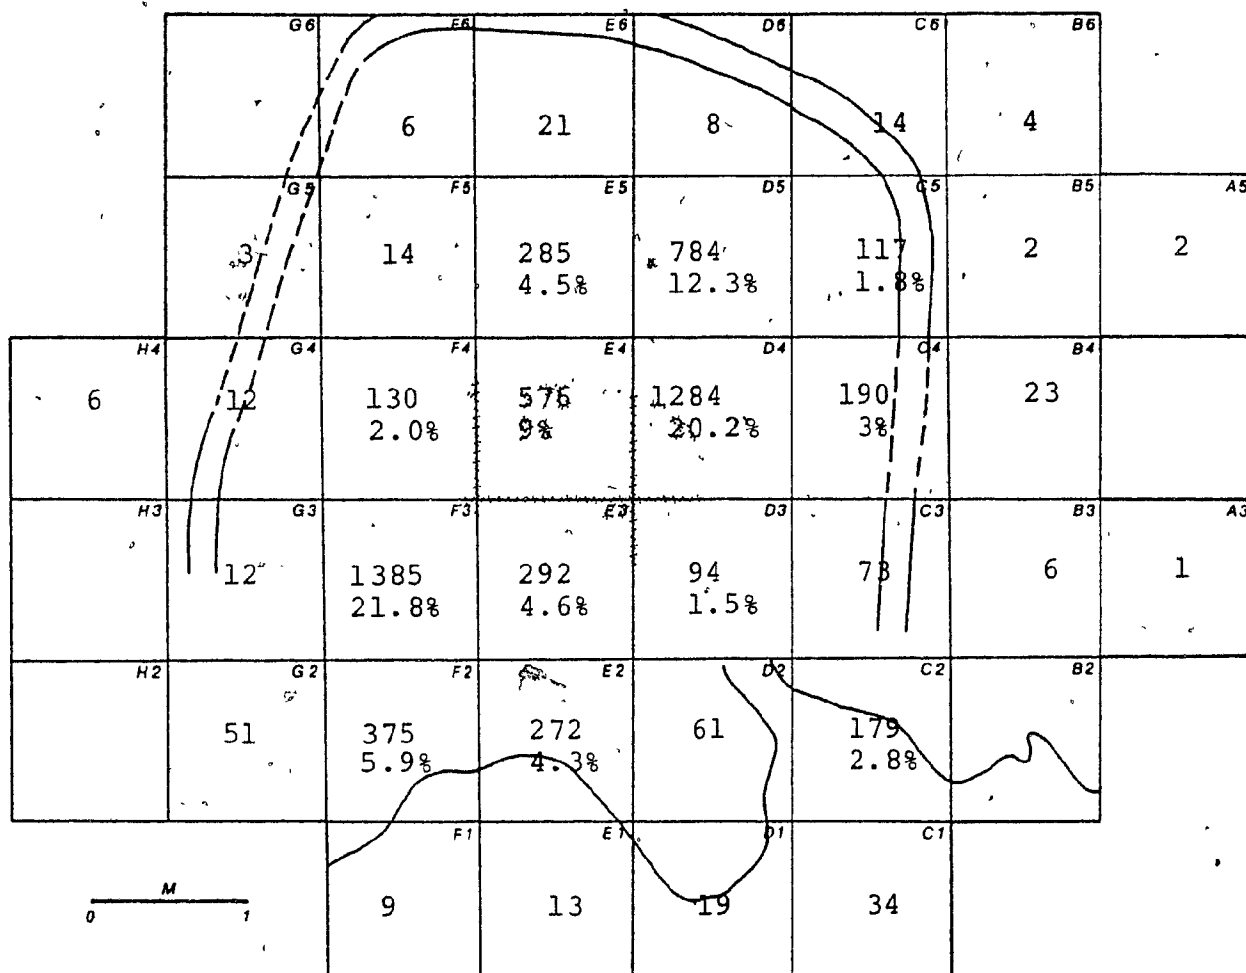 G6 F6 E6 D6 C6 B6
6 21 8 14 4
G5 F5 E5 D5 C5 B5 A5
3 14 285 784 117 2 2
4.5% 12.3% 1.8%
H4 G4 F4 E4 D4 C4 B4
6 12 130 576 1284 190 23
2.0% 9% 20.2% 3%
H3 G3 F3 E3 D3 C3 B3 A3
12 1385 292 94 73 6 1
21.8% 4.6% 1.5%
H2 G2 F2 E2 D2 C2 B2
51 375 272 61 179
5.9% 4.3% 2.8%
F1 E1 D1 C1
M
0 1
9 13 19 34